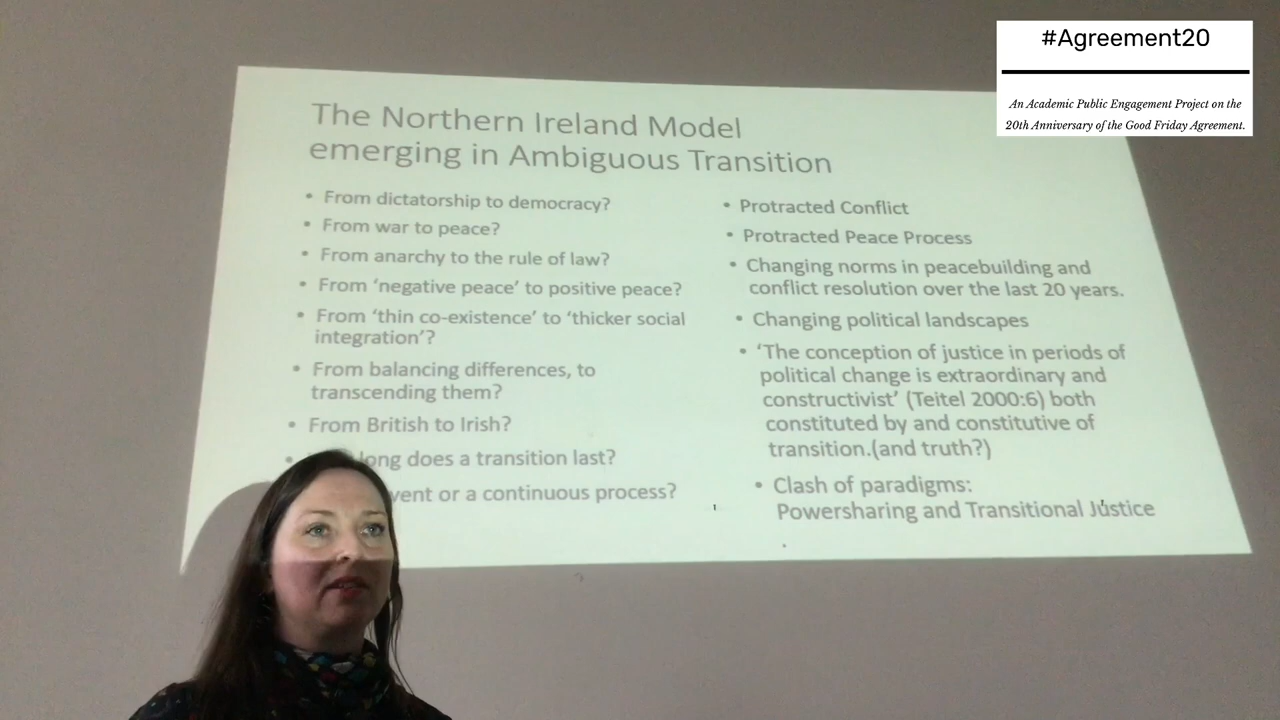 #Agreement20
An Academic Public Engagement Project on the
20th Anniversary of the Good Friday Agreement.
The Northern Ireland Model
emerging in Ambiguous Transition
• From dictatorship to democracy?
• From war to peace?
• From anarchy to the rule of law?
• From ‘negative peace’ to positive peace?
• From ‘thin co-existence’ to ‘thicker social
integration’?
• From balancing differences, to
transcending them?
• From British to Irish?
• long does a transition last?
or a continuous process?
• Protracted Conflict
• Protracted Peace Process
• Changing norms in peacebuilding and
conflict resolution over the last 20 years.
• Changing political landscapes
• ‘The conception of justice in periods of
political change is extraordinary and
constructivist’ (Teitel 2000:6) both
constituted by and constitutive of
transition.(and truth?)
• Clash of paradigms:
Powersharing and Transitional Justice